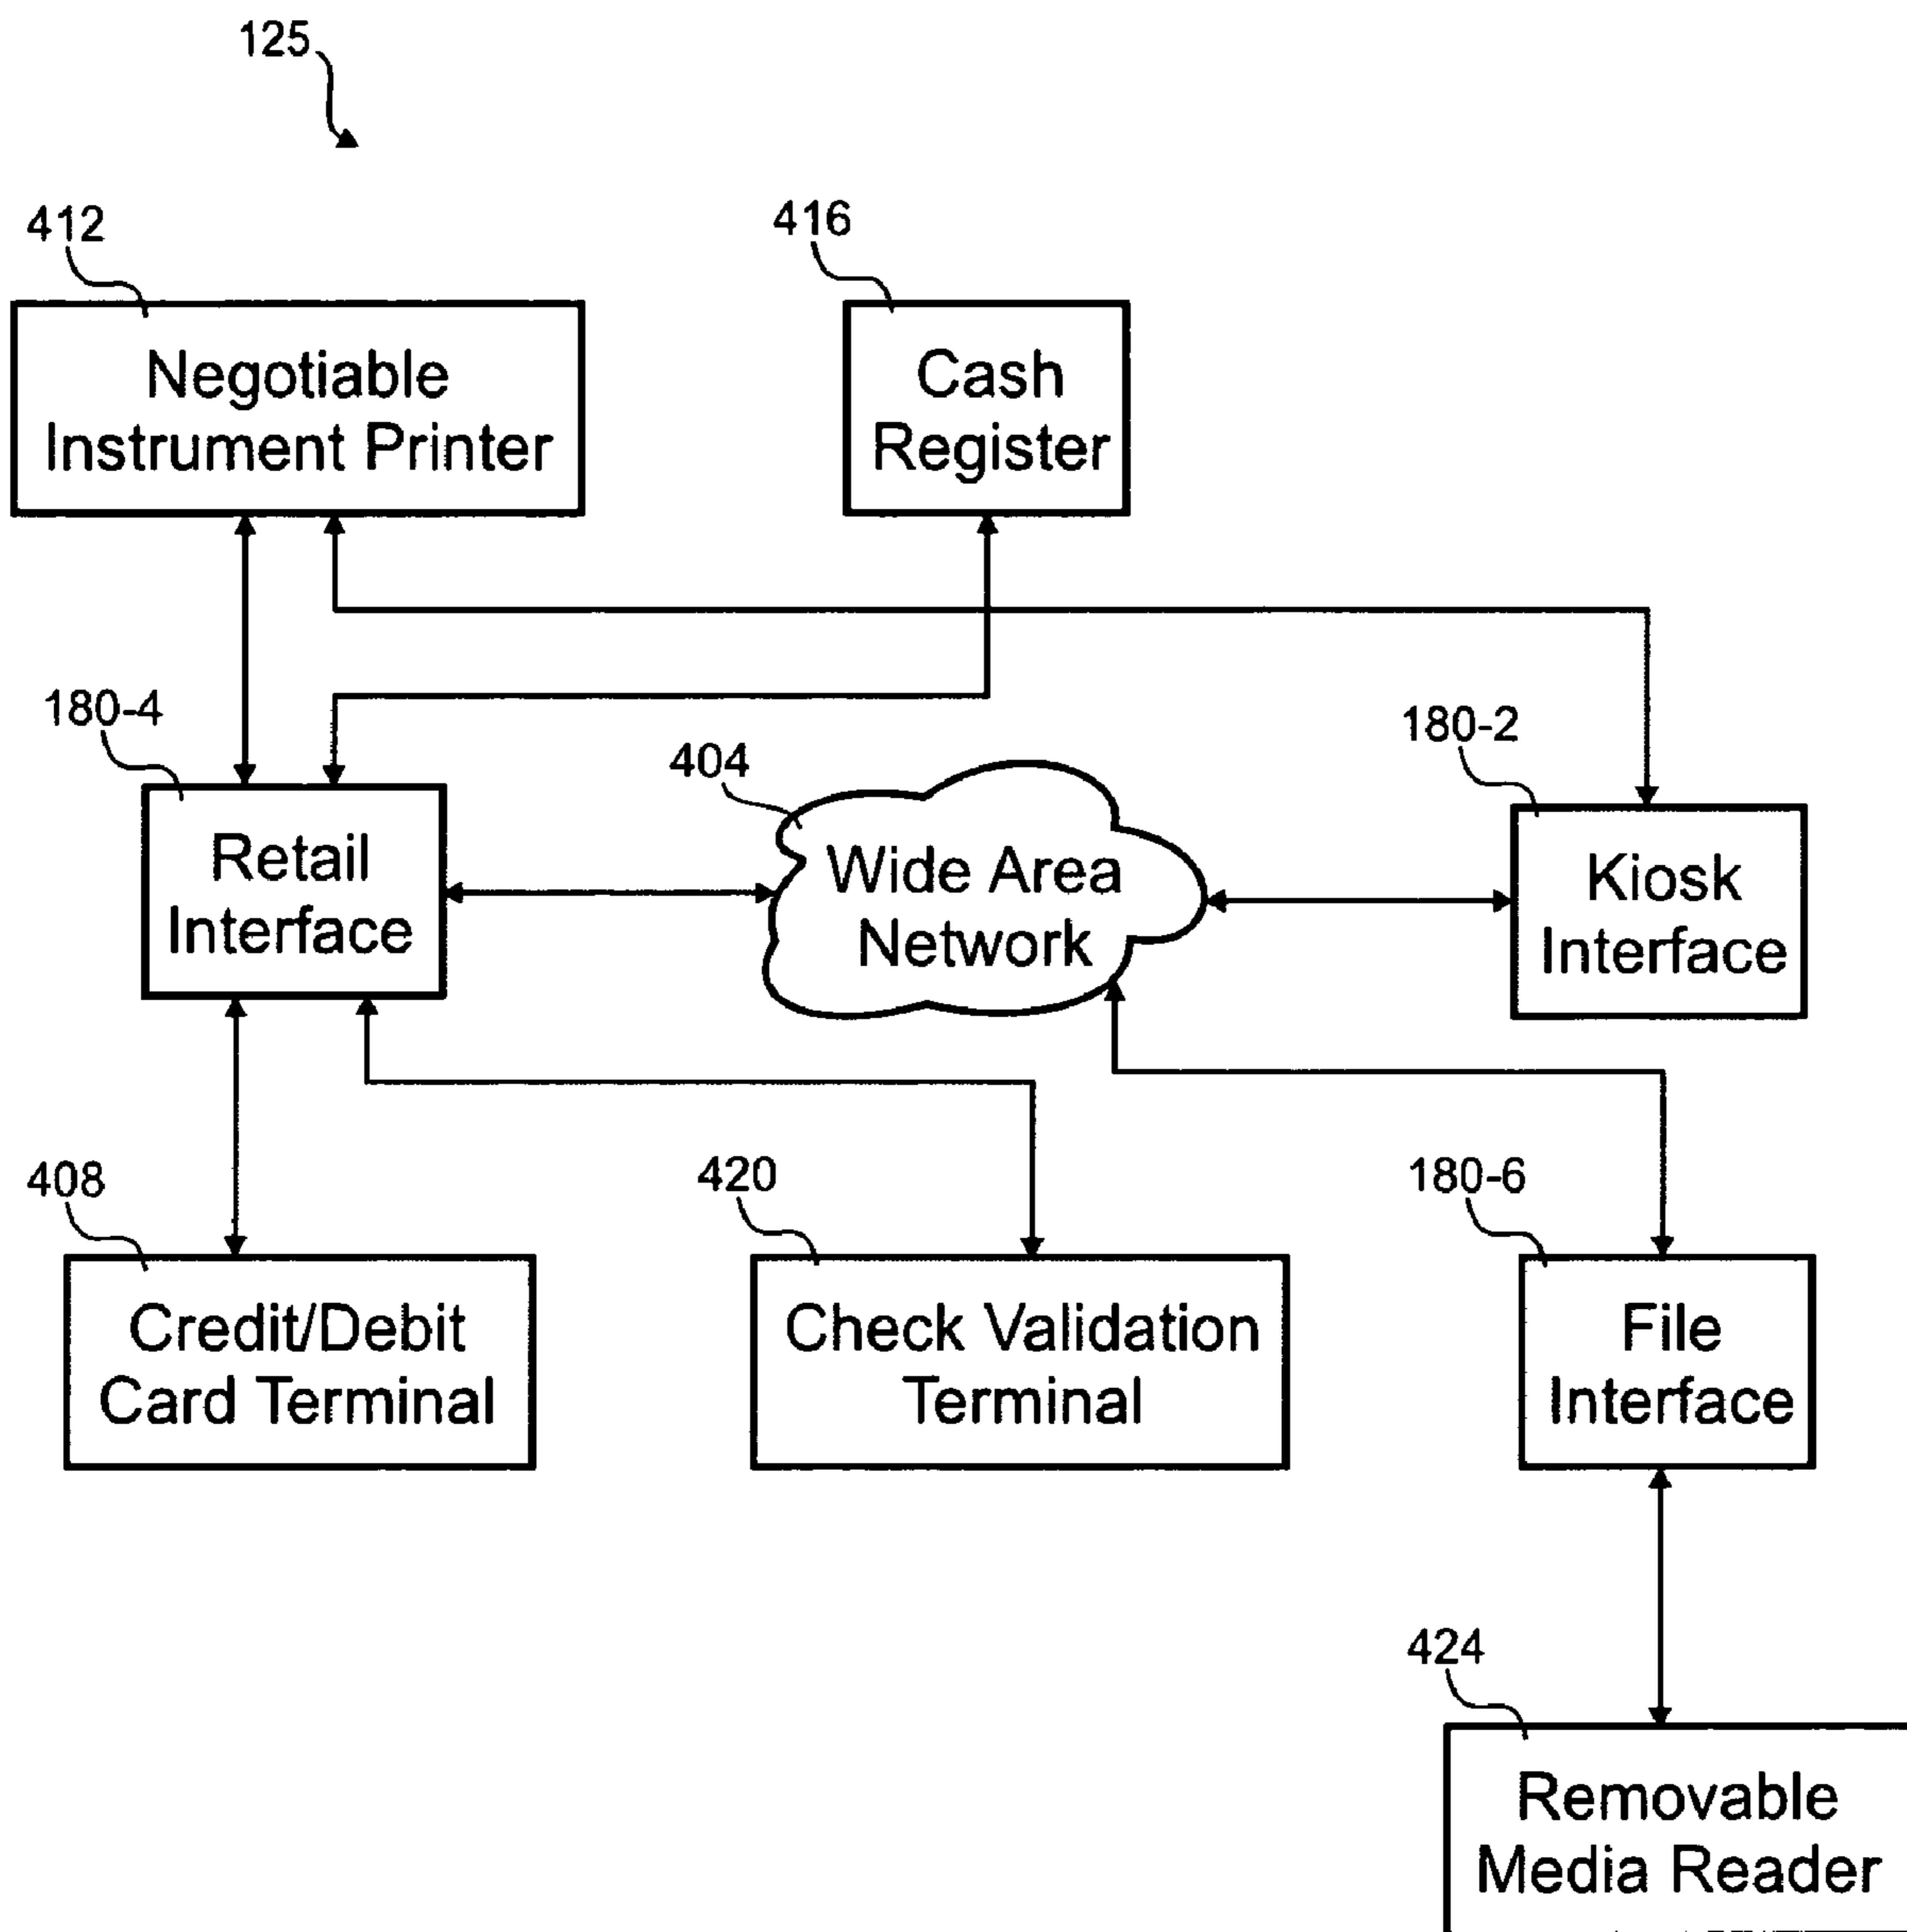 125
412
416
Negotiable
Instrument Printer
Cash
Register
180-4
404
180-2
Retail
Interface
Wide Area
Network
Kiosk
Interface
408
420
180-6
Credit/Debit
Card Terminal
Check Validation
Terminal
File
Interface
424
Removable
Media Reader